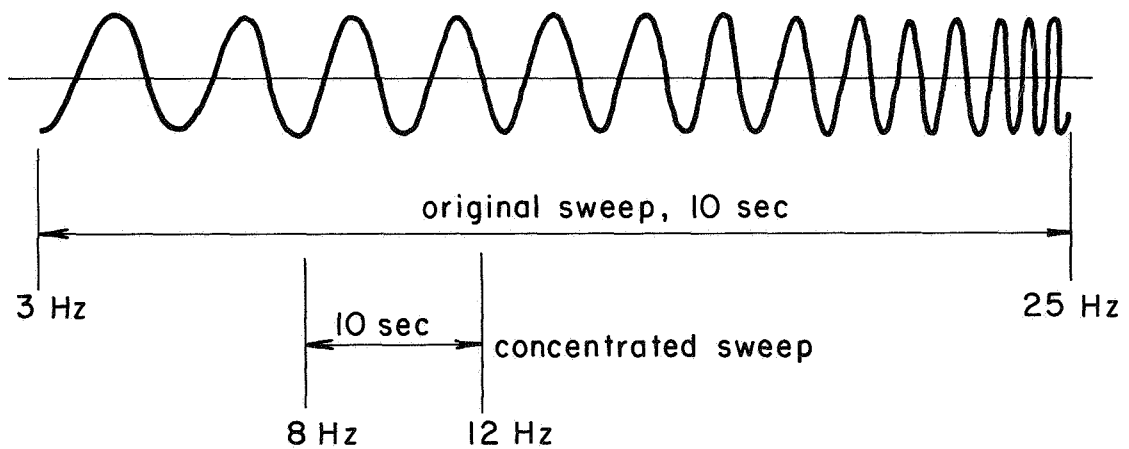 original sweep, 10 sec
3 Hz
25 Hz
10 sec
concentrated sweep
8 Hz
12 Hz